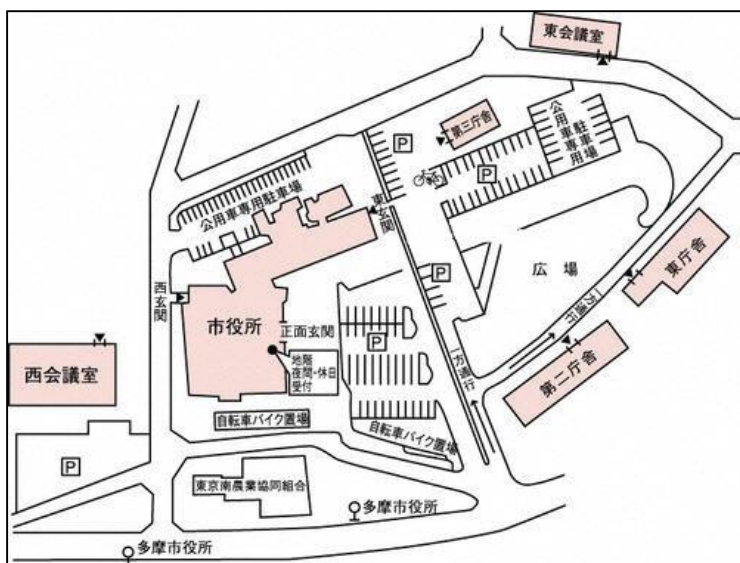 東会議室
第三庁舎
公用車専用駐車場
P
P
公用車専用駐車場
東玄関
P
広場
東庁舎
一方通行
西玄関
市役所
正面玄関
P
地階
夜間・休日
受付
西会議室
第二庁舎
一方通行
自転車バイク置場
自転車バイク置場
P
東京南農業協同組合
多摩市役所
多摩市役所